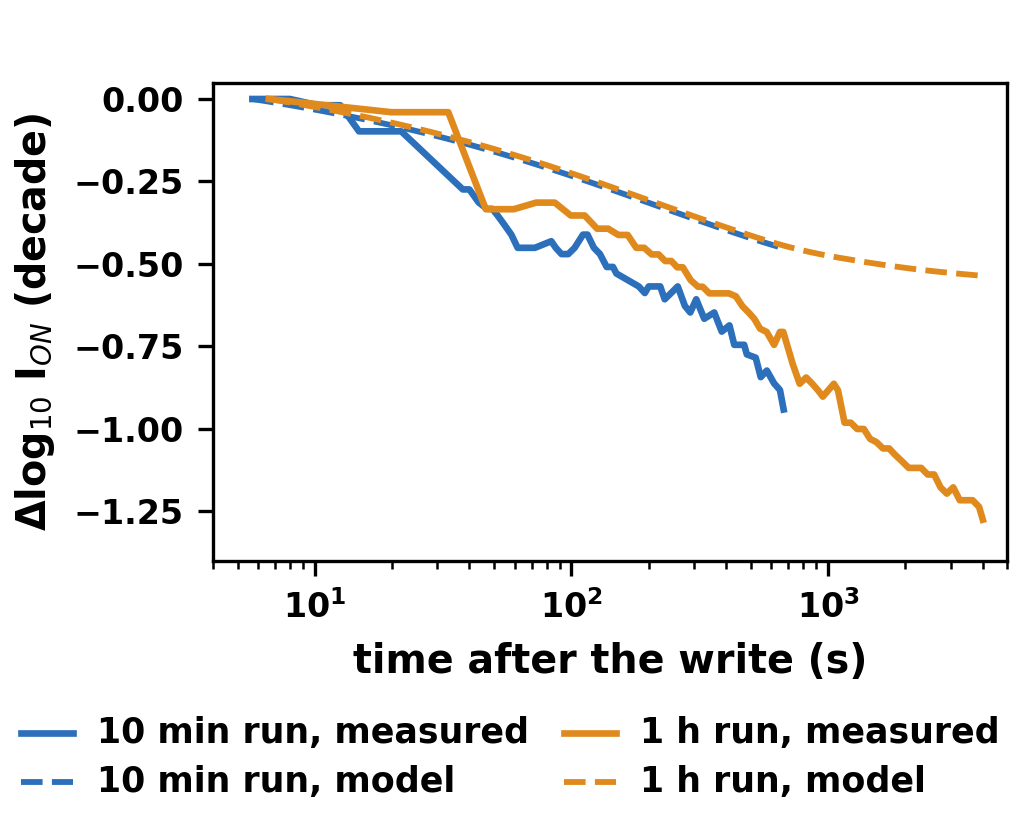 0.00
−0.25
−0.50
−0.75
−1.00
−1.25
Δlog₁₀ I_ON (decade)
10¹ 10² 10³
time after the write (s)
10 min run, measured 1 h run, measured
10 min run, model 1 h run, model